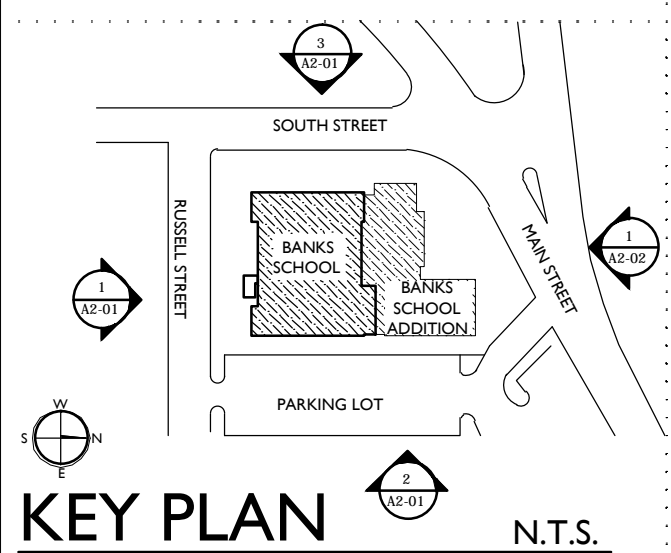 3
A2-01
SOUTH STREET
RUSSELL STREET
BANKS
SCHOOL
BANKS
SCHOOL
ADDITION
MAIN STREET
1
A2-02
1
A2-01
PARKING LOT
W
S
N
E
2
A2-01
KEY PLAN
N.T.S.